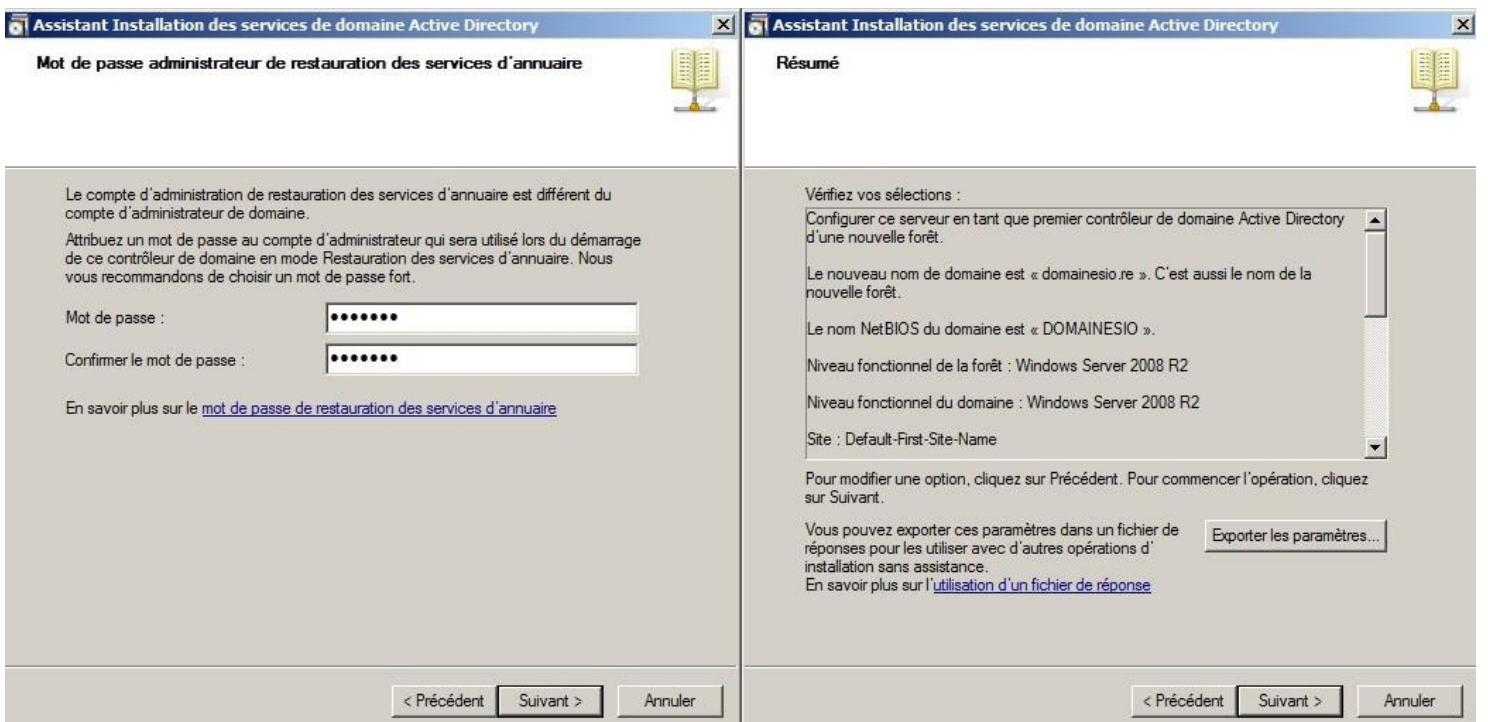 Assistant Installation des services de domaine Active Directory
Mot de passe administrateur de restauration des services d'annuaire
Le compte d'administration de restauration des services d'annuaire est différent du
compte d'administrateur de domaine.
Attribuez un mot de passe au compte d'administrateur qui sera utilisé lors du démarrage
de ce contrôleur de domaine en mode Restauration des services d'annuaire. Nous
vous recommandons de choisir un mot de passe fort.
Mot de passe :
•••••••
Confirmer le mot de passe :
•••••••
En savoir plus sur le mot de passe de restauration des services d'annuaire
< Précédent
Suivant >
Annuler
Assistant Installation des services de domaine Active Directory
Résumé
Vérifiez vos sélections :
Configurer ce serveur en tant que premier contrôleur de domaine Active Directory
d'une nouvelle forêt.
Le nouveau nom de domaine est « domainesio.re ». C'est aussi le nom de la
nouvelle forêt.
Le nom NetBIOS du domaine est « DOMAINESIO ».
Niveau fonctionnel de la forêt : Windows Server 2008 R2
Niveau fonctionnel du domaine : Windows Server 2008 R2
Site : Default-First-Site-Name
Pour modifier une option, cliquez sur Précédent. Pour commencer l'opération, cliquez
sur Suivant.
Vous pouvez exporter ces paramètres dans un fichier de
réponses pour les utiliser avec d'autres opérations d'
installation sans assistance.
En savoir plus sur l'utilisation d'un fichier de réponse
Exporter les paramètres...
< Précédent
Suivant >
Annuler